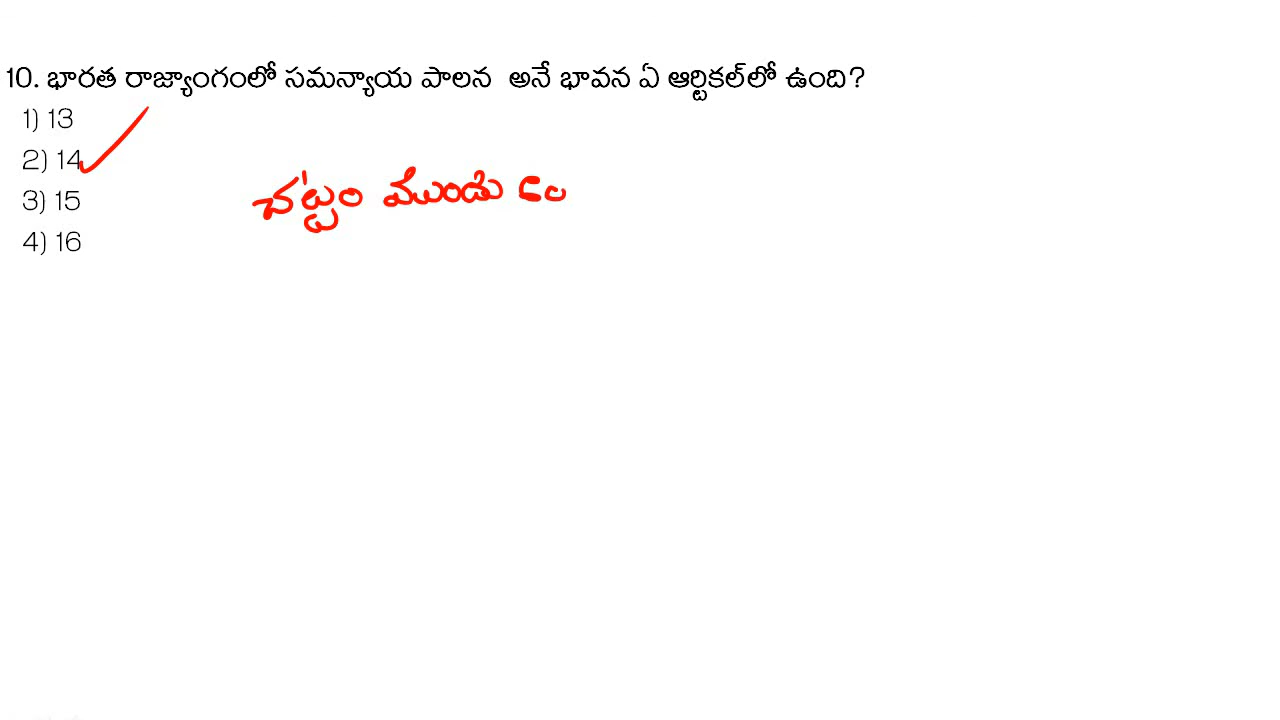 10. భారత రాజ్యాంగంలో సమన్యాయ పాలన అనే భావన ఏ ఆర్టికల్‌లో ఉంది?
1) 13
2) 14
3) 15
4) 16
చట్టం ముందు